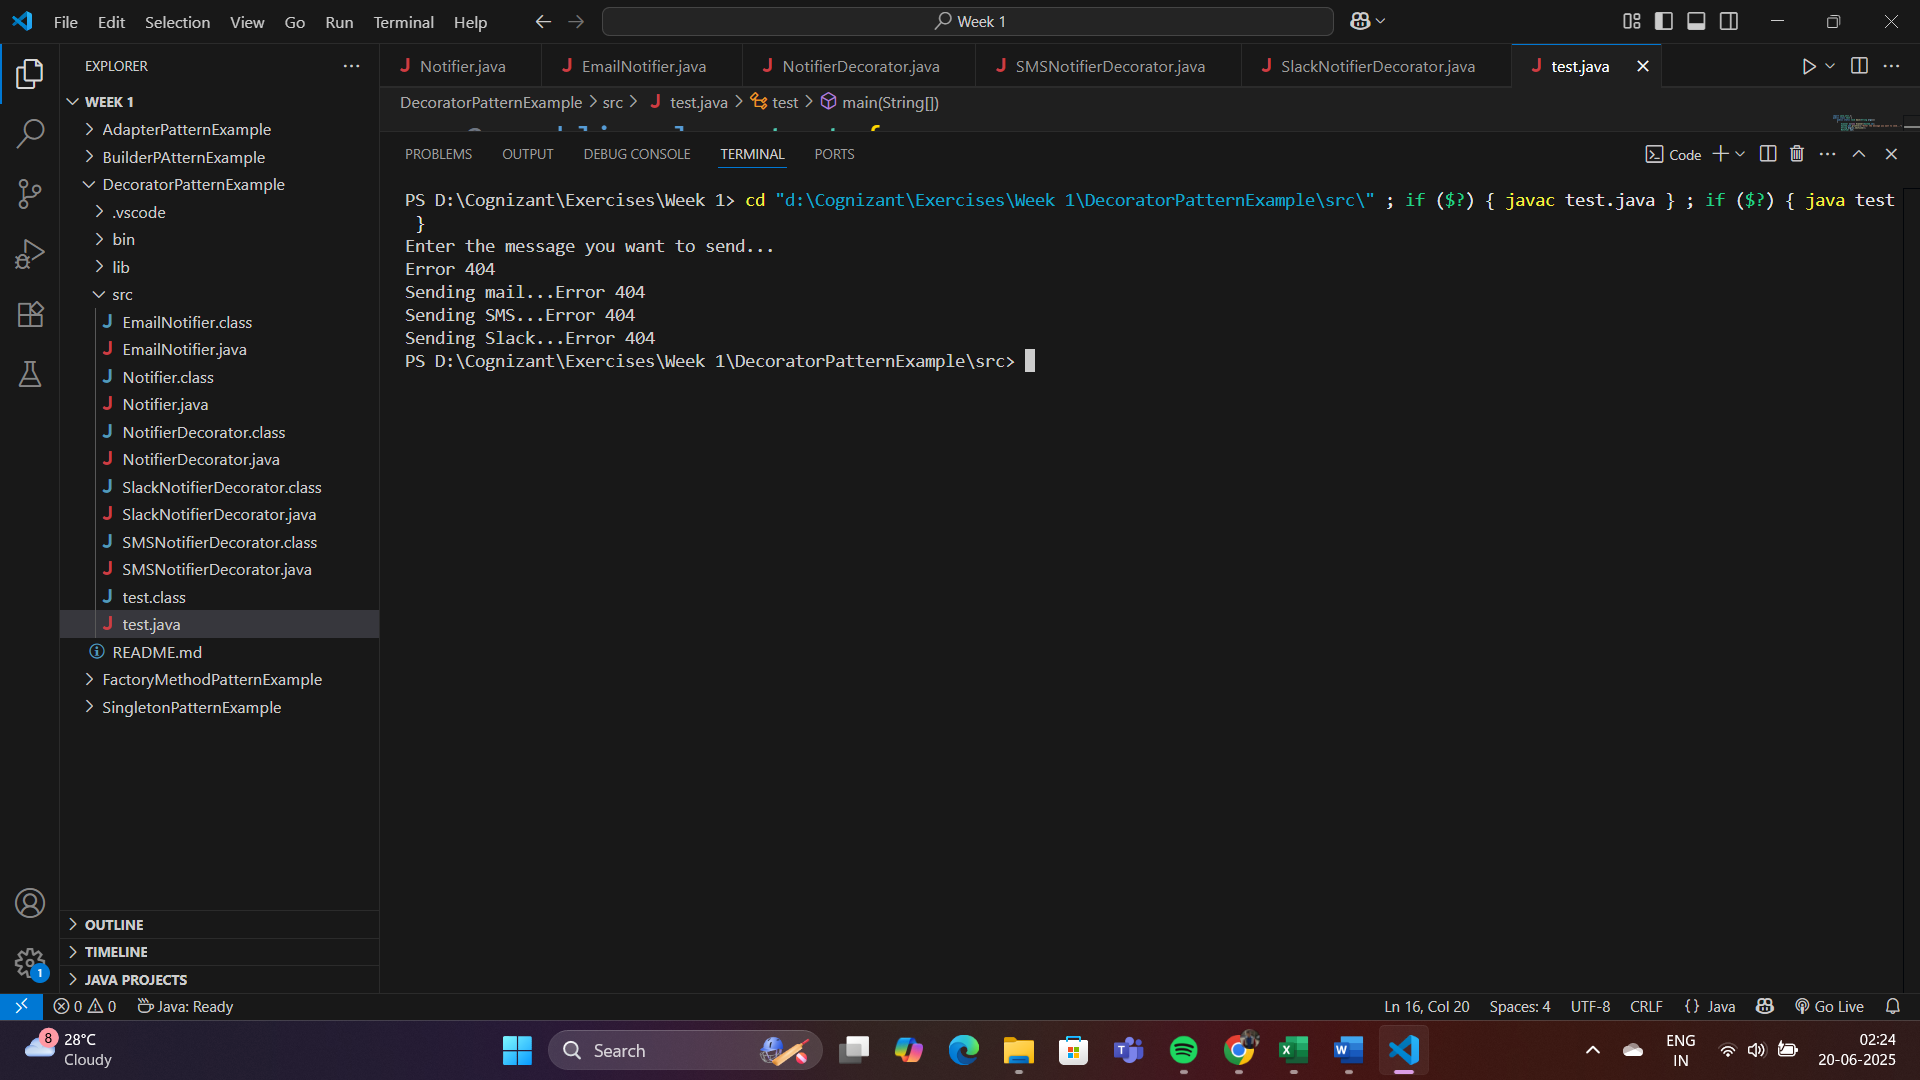 File Edit Selection View Go Run Terminal Help
Week 1
EXPLORER
Notifier.java
EmailNotifier.java
NotifierDecorator.java
SMSNotifierDecorator.java
SlackNotifierDecorator.java
test.java
DecoratorPatternExample > src > test.java > test > main(String[])
WEEK 1
AdapterPatternExample
BuilderPAtternExample
DecoratorPatternExample
.vscode
bin
lib
src
EmailNotifier.class
EmailNotifier.java
Notifier.class
Notifier.java
NotifierDecorator.class
NotifierDecorator.java
SlackNotifierDecorator.class
SlackNotifierDecorator.java
SMSNotifierDecorator.class
SMSNotifierDecorator.java
test.class
test.java
README.md
FactoryMethodPatternExample
SingletonPatternExample
OUTLINE
TIMELINE
JAVA PROJECTS
PROBLEMS OUTPUT DEBUG CONSOLE TERMINAL PORTS
Code
PS D:\Cognizant\Exercises\Week 1> cd "d:\Cognizant\Exercises\Week 1\DecoratorPatternExample\src\" ; if ($?) { javac test.java } ; if ($?) { java test
}
Enter the message you want to send...
Error 404
Sending mail...Error 404
Sending SMS...Error 404
Sending Slack...Error 404
PS D:\Cognizant\Exercises\Week 1\DecoratorPatternExample\src>
1
0 0 Java: Ready
Ln 16, Col 20 Spaces: 4 UTF-8 CRLF {} Java Go Live
8
28°C
Cloudy
Search
ENG
IN
02:24
20-06-2025